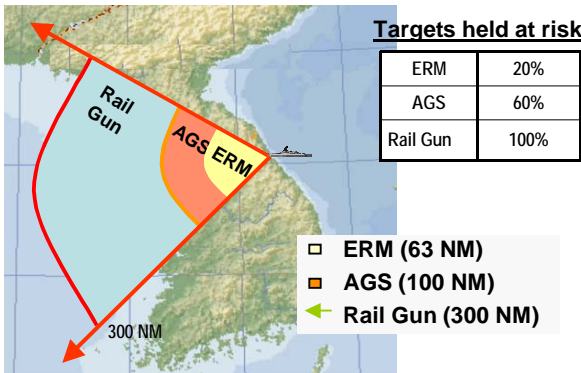 Targets held at risk
ERM 20%
AGS 60%
Rail Gun 100%
Rail
Gun
AGS
ERM
ERM (63 NM)
AGS (100 NM)
Rail Gun (300 NM)
300 NM